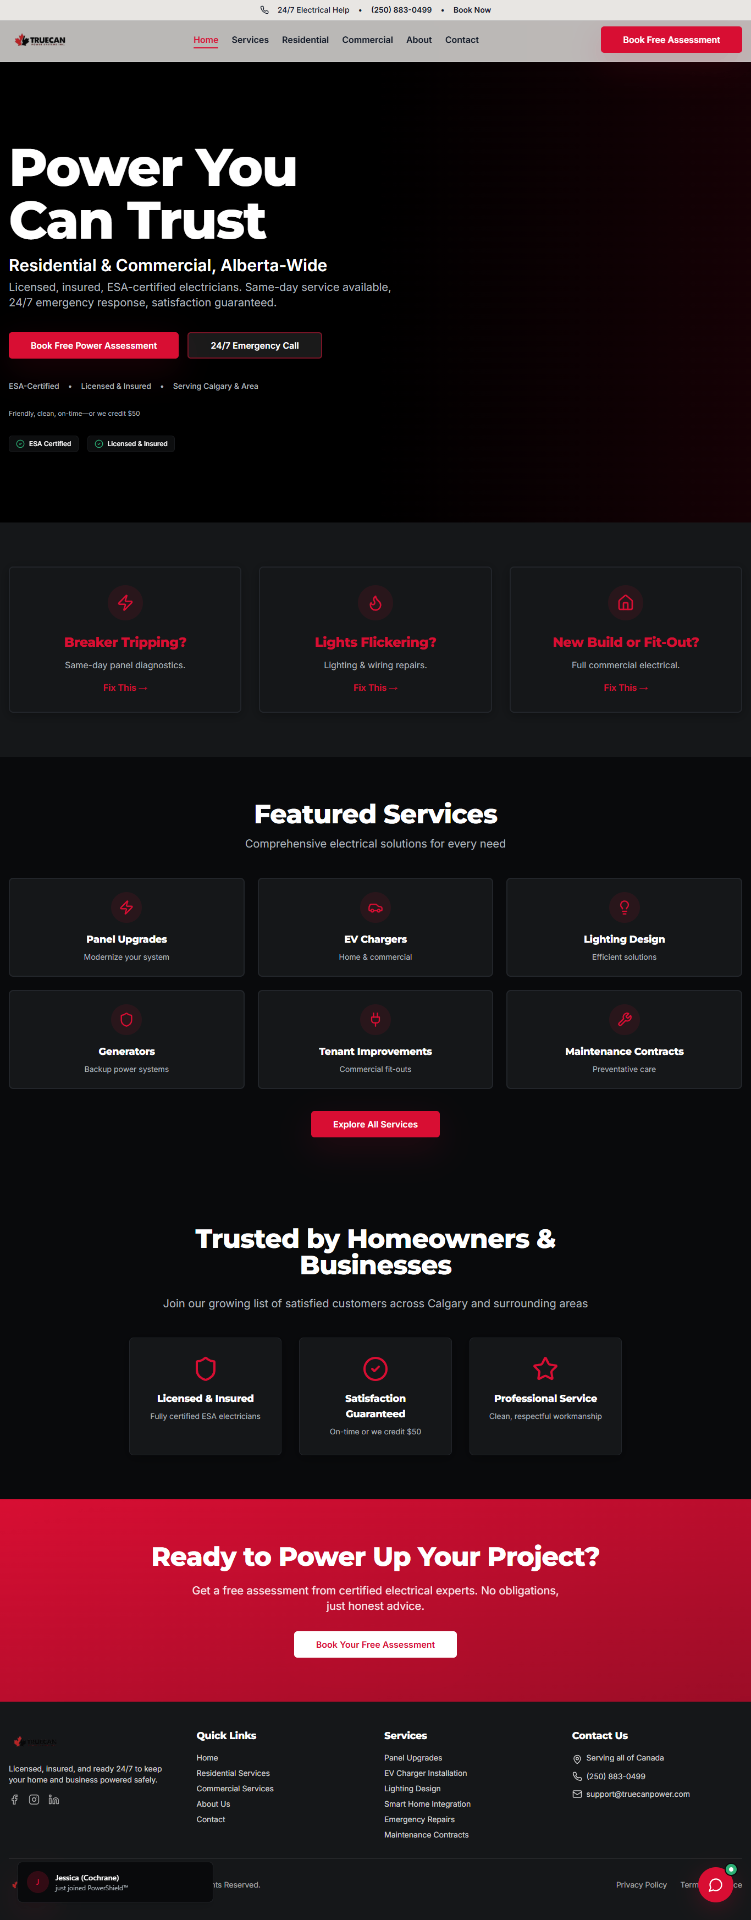 24/7 Electrical Help • (250) 883-0499 • Book Now
TRUECAN
Home Services Residential Commercial About Contact
Book Free Assessment
Power You
Can Trust
Residential & Commercial, Alberta-Wide
Licensed, insured, ESA-certified electricians. Same-day service available,
24/7 emergency response, satisfaction guaranteed.
Book Free Power Assessment
24/7 Emergency Call
ESA-Certified • Licensed & Insured • Serving Calgary & Area
Friendly, clean, on-time—or we credit $50
ESA Certified
Licensed & Insured
Breaker Tripping?
Same-day panel diagnostics.
Fix This →
Lights Flickering?
Lighting & wiring repairs.
Fix This →
New Build or Fit-Out?
Full commercial electrical.
Fix This →
Featured Services
Comprehensive electrical solutions for every need
Panel Upgrades
Modernize your system
EV Chargers
Home & commercial
Lighting Design
Efficient solutions
Generators
Backup power systems
Tenant Improvements
Commercial fit-outs
Maintenance Contracts
Preventative care
Explore All Services
Trusted by Homeowners &
Businesses
Join our growing list of satisfied customers across Calgary and surrounding areas
Licensed & Insured
Fully certified ESA electricians
Satisfaction
Guaranteed
On-time or we credit $50
Professional Service
Clean, respectful workmanship
Ready to Power Up Your Project?
Get a free assessment from certified electrical experts. No obligations,
just honest advice.
Book Your Free Assessment
TRUECAN
Licensed, insured, and ready 24/7 to keep
your home and business powered safely.
Quick Links
Home
Residential Services
Commercial Services
About Us
Contact
Services
Panel Upgrades
EV Charger Installation
Lighting Design
Smart Home Integration
Emergency Repairs
Maintenance Contracts
Contact Us
Serving all of Canada
(250) 883-0499
support@truecanpower.com
J
Jessica (Cochrane)
just joined PowerShield™
Reserved.
Privacy Policy